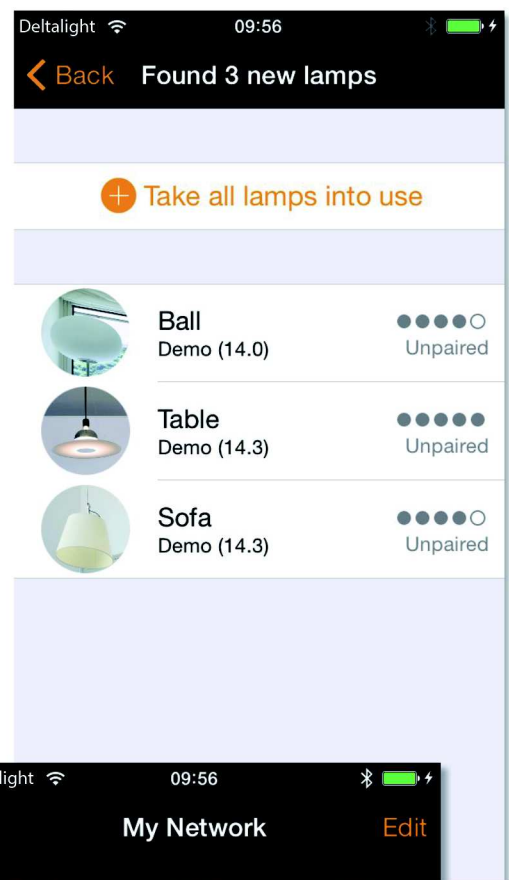 Deltalight 09:56
Back Found 3 new lamps
Take all lamps into use
Ball
Demo (14.0)
Unpaired
Table
Demo (14.3)
Unpaired
Sofa
Demo (14.3)
Unpaired
light 09:56
My Network Edit